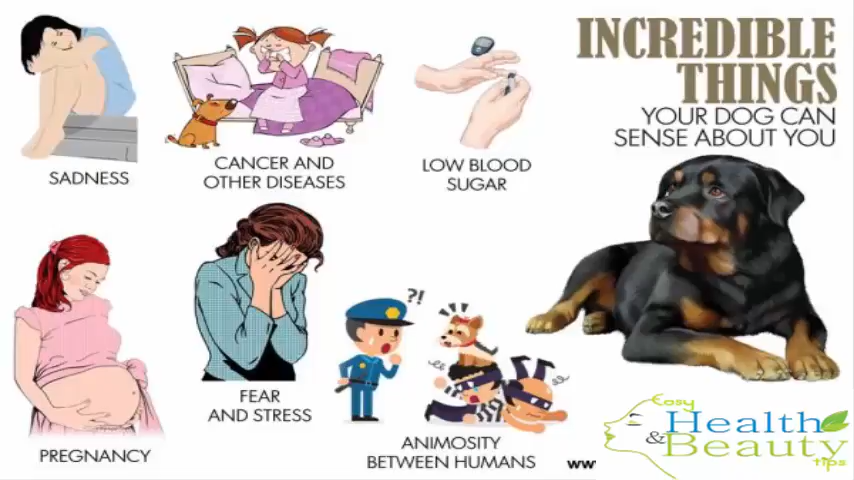 INCREDIBLE
THINGS
YOUR DOG CAN
SENSE ABOUT YOU
SADNESS
CANCER AND
OTHER DISEASES
LOW BLOOD
SUGAR
PREGNANCY
FEAR
AND STRESS
?!
ANIMOSITY
BETWEEN HUMANS
ww
Easy
Health
& Beauty
tips